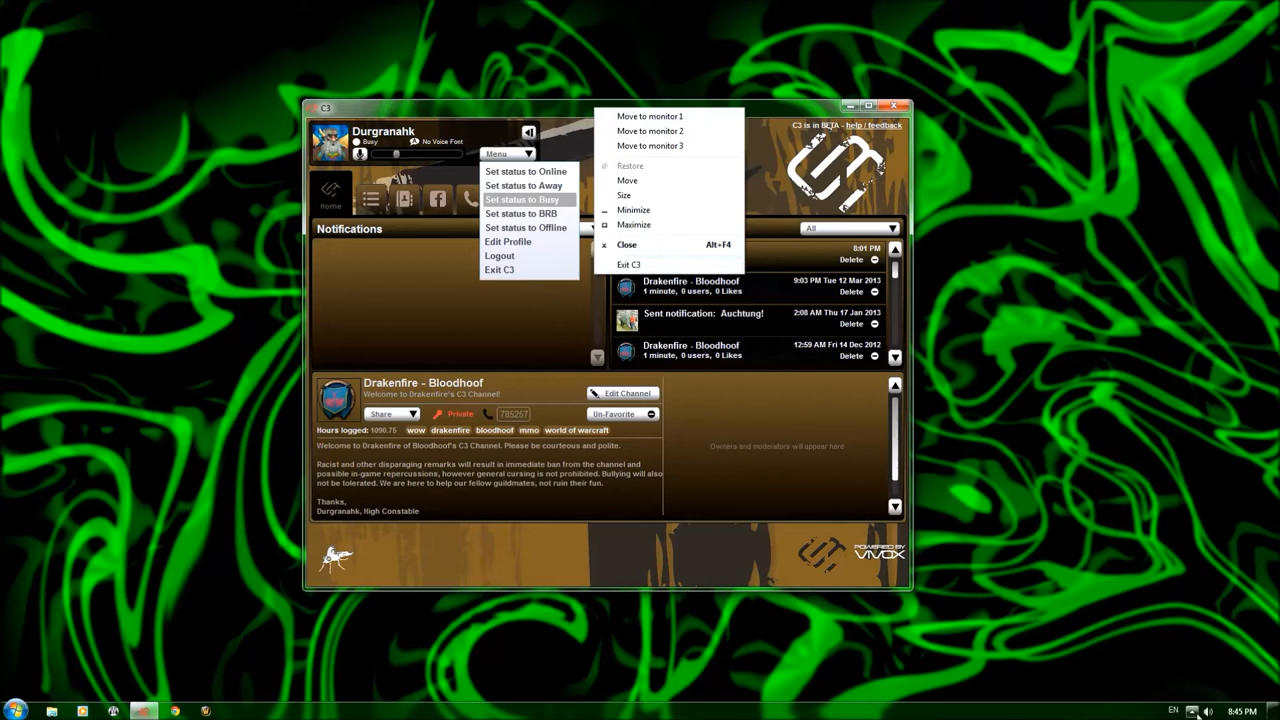 C3
Durgranahk
Busy
No Voice Font
Menu
Set status to Online
Set status to Away
Set status to Busy
Set status to BRB
Set status to Offline
Edit Profile
Logout
Exit C3
Move to monitor 1
Move to monitor 2
Move to monitor 3
Restore
Move
Size
Minimize
Maximize
Close Alt+F4
Exit C3
C3 is in BETA - help / feedback
Home
Notifications
All
8:01 PM
Delete
Drakenfire - Bloodhoof 9:03 PM Tue 12 Mar 2013
1 minute, 0 users, 0 Likes Delete
Sent notification: Auchtung! 2:08 AM Thu 17 Jan 2013
Delete
Drakenfire - Bloodhoof 12:59 AM Fri 14 Dec 2012
1 minute, 0 users, 0 Likes Delete
Drakenfire - Bloodhoof
Welcome to Drakenfire's C3 Channel!
Edit Channel
Share Private 785257 Un-Favorite
Hours logged: 1090.75 wow drakenfire bloodhoof mmo world of warcraft
Welcome to Drakenfire of Bloodhoof's C3 Channel. Please be courteous and polite.
Racist and other disparaging remarks will result in immediate ban from the channel and
possible in-game repercussions, however general cursing is not prohibited. Bullying will also
not be tolerated. We are here to help our fellow guildmates, not ruin their fun.
Thanks,
Durgranahk, High Constable
Owners and moderators will appear here
POWERED BY
VIVOX
EN 8:45 PM